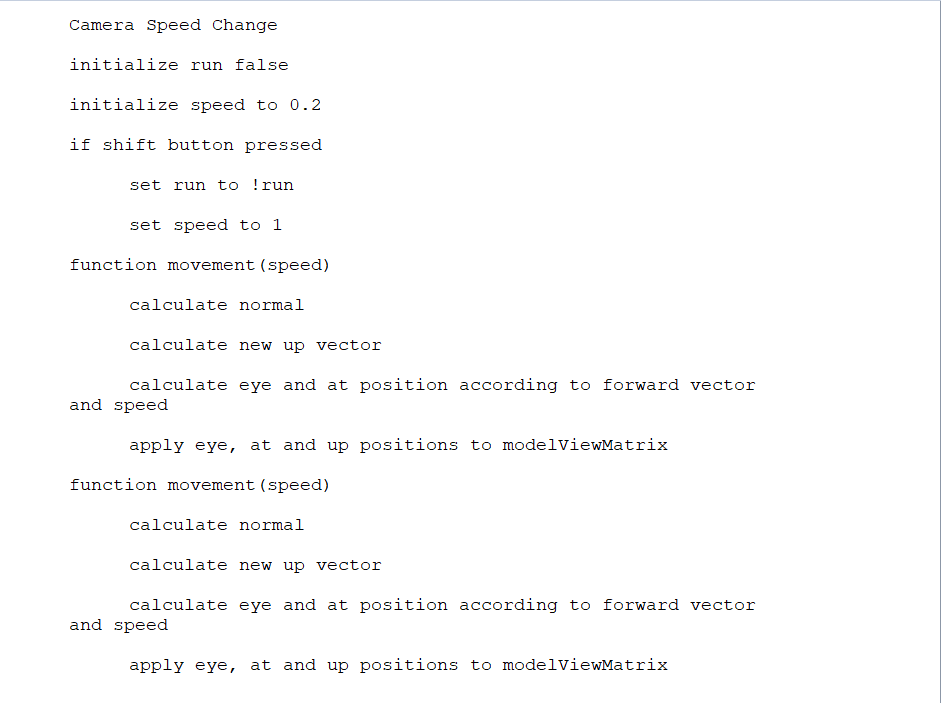 Camera Speed Change
initialize run false
initialize speed to 0.2
if shift button pressed
set run to !run
set speed to 1
function movement(speed)
calculate normal
calculate new up vector
calculate eye and at position according to forward vector
and speed
apply eye, at and up positions to modelViewMatrix
function movement(speed)
calculate normal
calculate new up vector
calculate eye and at position according to forward vector
and speed
apply eye, at and up positions to modelViewMatrix